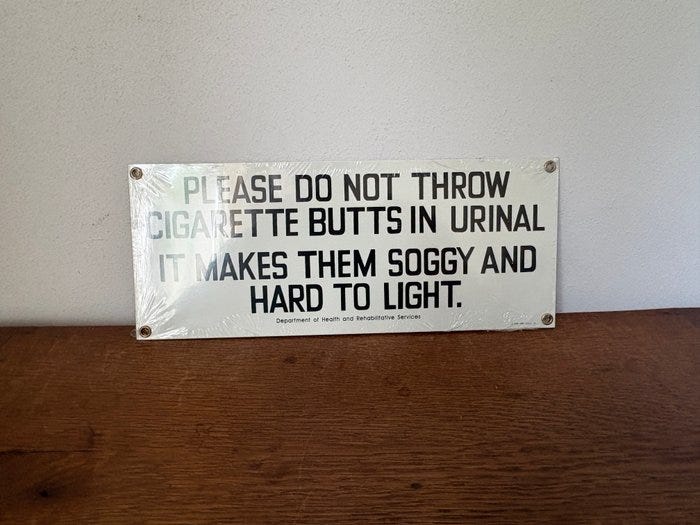 PLEASE DO NOT THROW
CIGARETTE BUTTS IN URINAL
IT MAKES THEM SOGGY AND
HARD TO LIGHT.
Department of Health and Rehabilitative Services